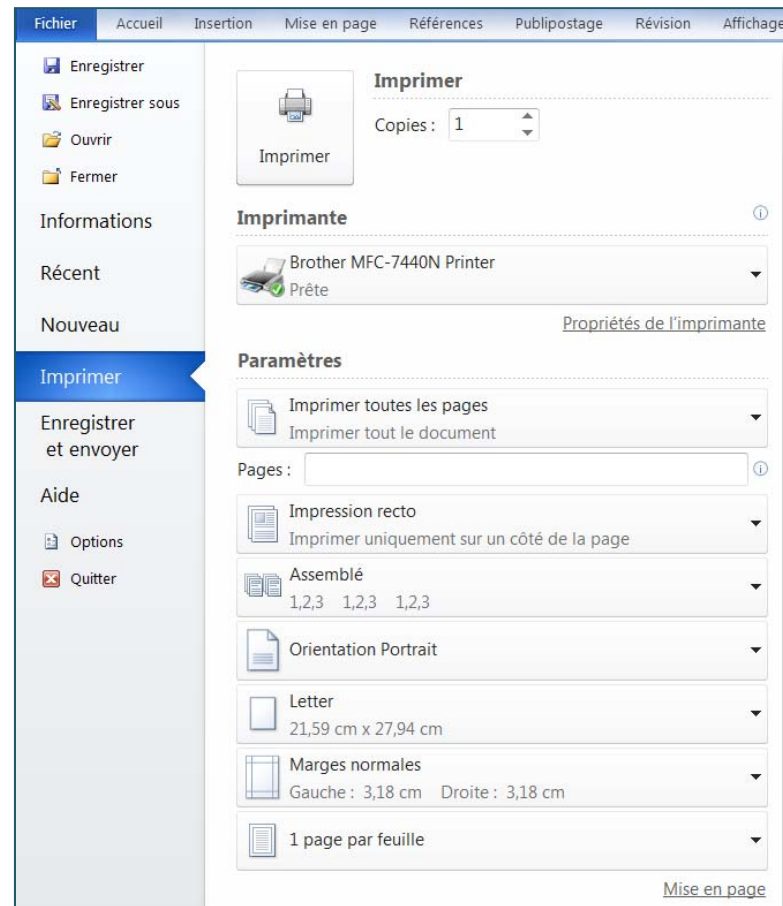 Fichier Accueil Insertion Mise en page Références Publipostage Révision Affichage
Enregistrer
Enregistrer sous
Ouvrir
Fermer
Informations
Récent
Nouveau
Imprimer
Enregistrer
et envoyer
Aide
Options
Quitter
Imprimer
Imprimer
Copies : 1
Imprimante
Brother MFC-7440N Printer
Prête
Propriétés de l'imprimante
Paramètres
Imprimer toutes les pages
Imprimer tout le document
Pages :
Impression recto
Imprimer uniquement sur un côté de la page
Assemblé
1,2,3 1,2,3 1,2,3
Orientation Portrait
Letter
21,59 cm x 27,94 cm
Marges normales
Gauche : 3,18 cm Droite : 3,18 cm
1 page par feuille
Mise en page